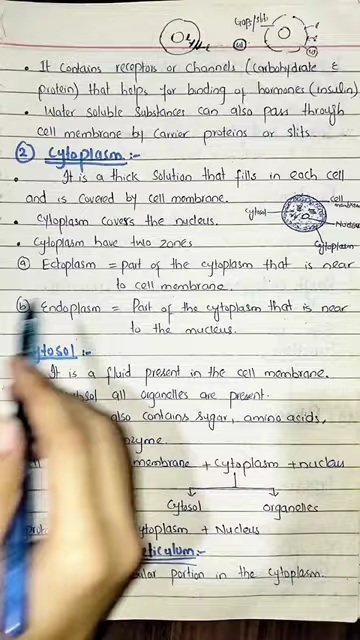 Gaps/slits
• It contains receptors or channels (carbohydrate &
protein) that helps for binding of hormones (insulin).
• Water soluble substances can also pass through
cell membrane by carrier proteins or slits.
② Cytoplasm :-
• It is a thick solution that fills in each cell
and is covered by cell membrane.
• Cytoplasm covers the nucleus.
• Cytoplasm have two zones
cell membrane
Cytosol
Nucleus
Cytoplasm
ⓐ Ectoplasm = part of the cytoplasm that is near
to cell membrane.
ⓑ Endoplasm = Part of the cytoplasm that is near
to the nucleus.
ytosol :-
It is a fluid present in the cell membrane.
all organelles are present.
also contains sugar, amino acids,
nzyme.
membrane + cytoplasm + nucleus
Cytosol organelles
ytoplasm + Nucleus
eticulum :-
ular portion in the cytoplasm.